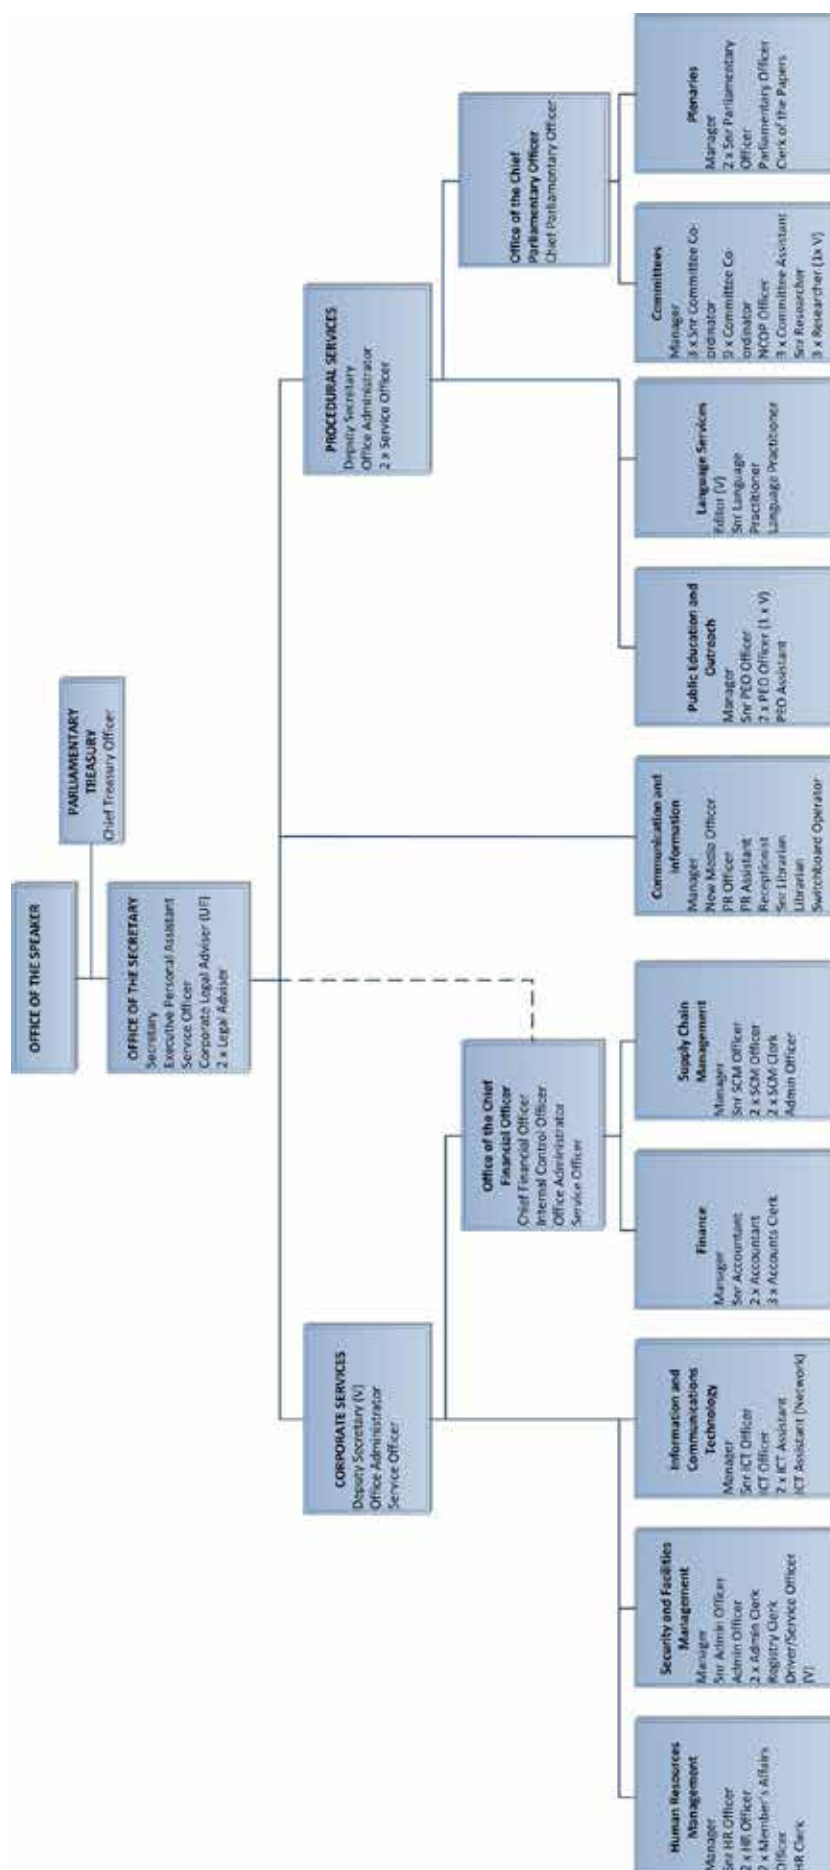 OFFICE OF THE SPEAKER
PARLIAMENTARY
TREASURY
Chief Treasury Officer
OFFICE OF THE SECRETARY
Secretary
Executive Personal Assistant
Service Officer
Corporate Legal Adviser (UF)
2 x Legal Adviser
CORPORATE SERVICES
Deputy Secretary (V)
Office Administrator
Service Officer
PROCEDURAL SERVICES
Deputy Secretary
Office Administrator
2 x Service Officer
Office of the Chief
Financial Officer
Chief Financial Officer
Internal Control Officer
Office Administrator
Service Officer
Office of the Chief
Parliamentary Officer
Chief Parliamentary Officer
Human Resources
Management
Manager
Snr HR Officer
2 x HR Officer
x Member's Affairs
Officer
HR Clerk
Security and Facilities
Management
Manager
Snr Admin Officer
Admin Officer
2 x Admin Clerk
Registry Clerk
Driver/Service Officer
(V)
Information and
Communications
Technology
Manager
Snr ICT Officer
ICT Officer
2 x ICT Assistant
ICT Assistant (Network)
Finance
Manager
Snr Accountant
2 x Accountant
3 x Accounts Clerk
Supply Chain
Management
Manager
Snr SCM Officer
2 x SCM Officer
2 x SCM Clerk
Admin Officer
Communication and
Information
Manager
New Media Officer
PR Officer
PR Assistant
Receptionist
Snr Librarian
Librarian
Switchboard Operator
Public Education and
Outreach
Manager
Snr PEO Officer
2 x PEO Officer (1 x V)
PEO Assistant
Language Services
Editor (V)
Snr Language
Practitioner
Language Practitioner
Committees
Manager
3 x Snr Committee Co-
ordinator
x Committee Co-
ordinator
NCOP Officer
3 x Committee Assistant
Snr Researcher
3 x Researcher (1x V)
Plenaries
Manager
2 x Snr Parliamentary
Officer
Parliamentary Officer
Clerk of the Papers